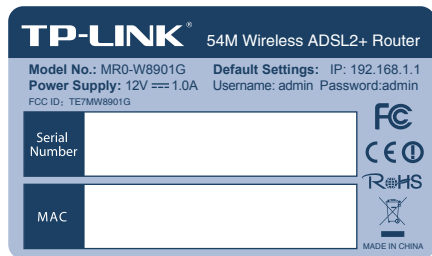 TP-LINK® 54M Wireless ADSL2+ Router
Model No.: MR0-W8901G Default Settings: IP: 192.168.1.1
Power Supply: 12V ⎓ 1.0A Username: admin Password:admin
FCC ID: TE7MW8901G
FC
Serial
Number
CE
RoHS
MAC
MADE IN CHINA